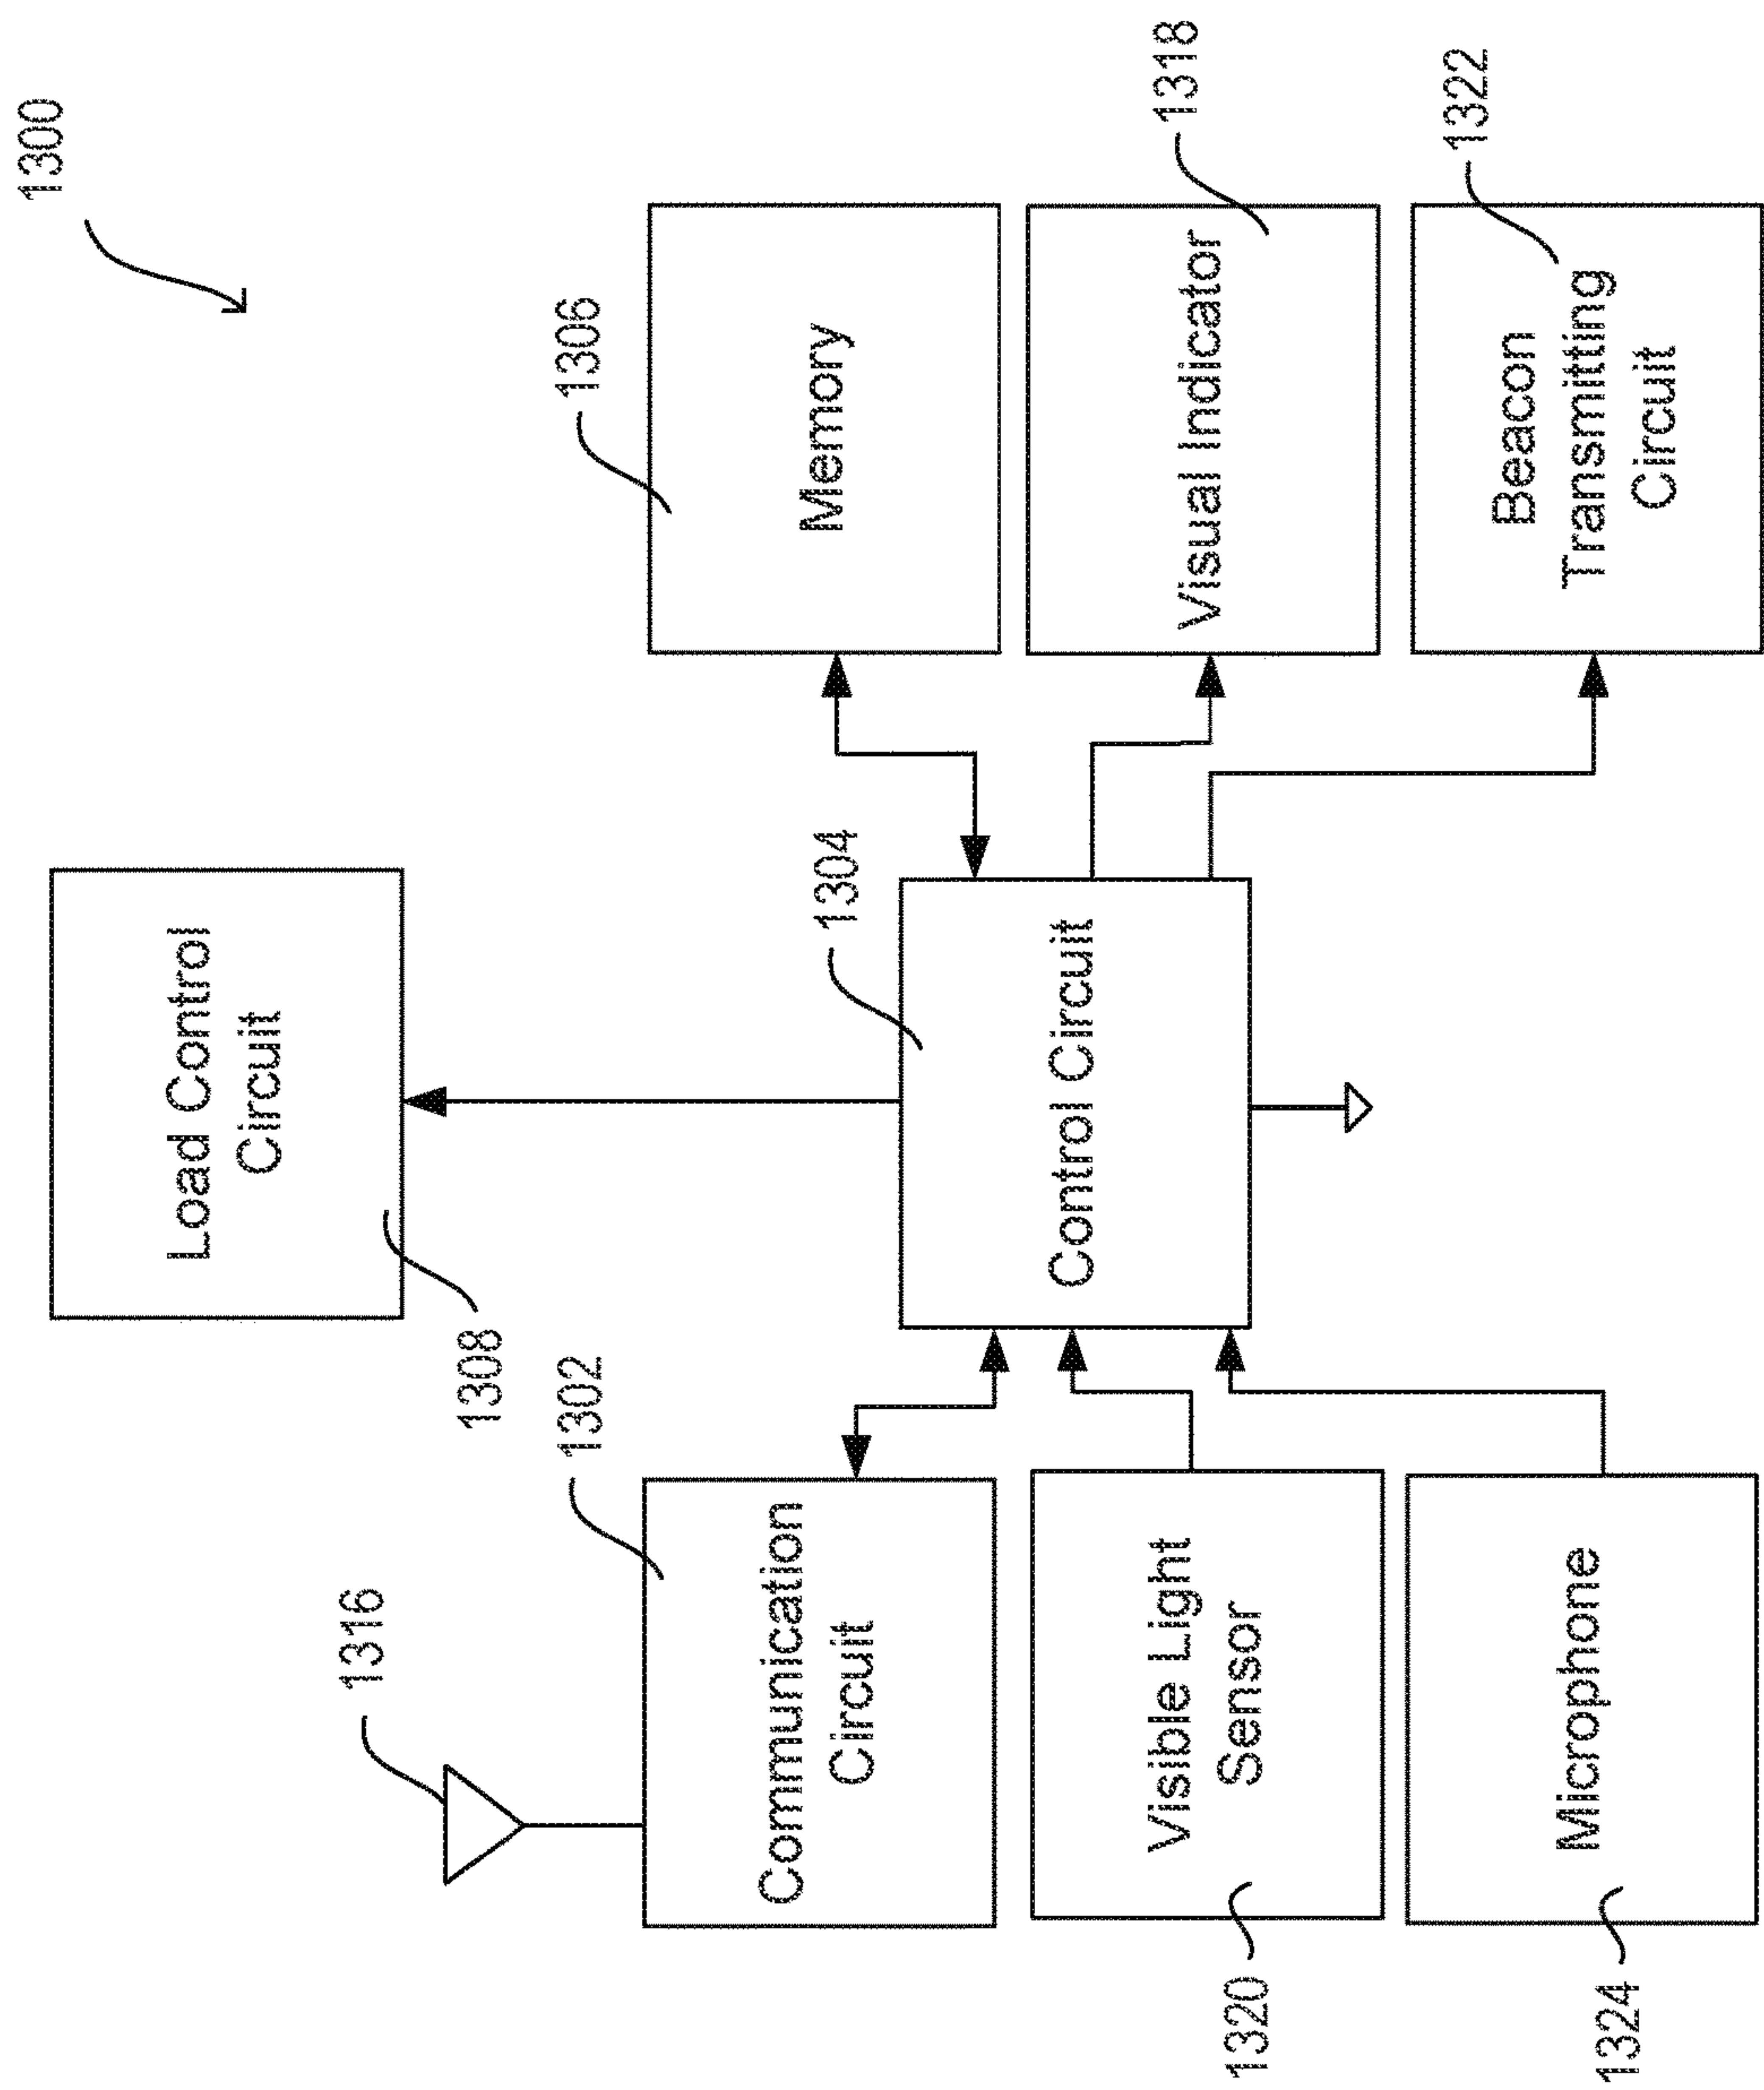 1300
Load Control
Circuit
1308
1316
1302
Communication
Circuit
1304
Control Circuit
1306
Memory
Visible Light
Sensor
1320
Visual Indicator
1318
Microphone
1324
Beacon
Transmitting
Circuit
1322